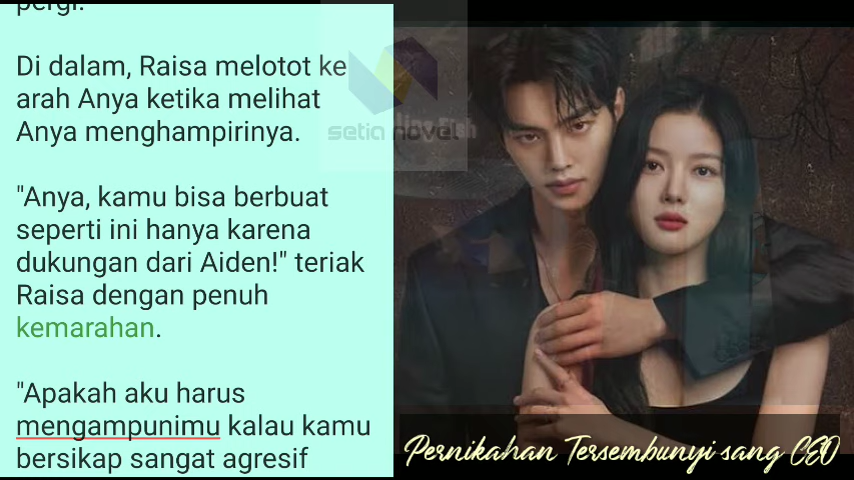 pergi.
Di dalam, Raisa melotot ke
arah Anya ketika melihat
Anya menghampirinya.
"Anya, kamu bisa berbuat
seperti ini hanya karena
dukungan dari Aiden!" teriak
Raisa dengan penuh
kemarahan.
"Apakah aku harus
mengampunimu kalau kamu
bersikap sangat agresif
setia novel
Pernikahan Tersembunyi sang CEO